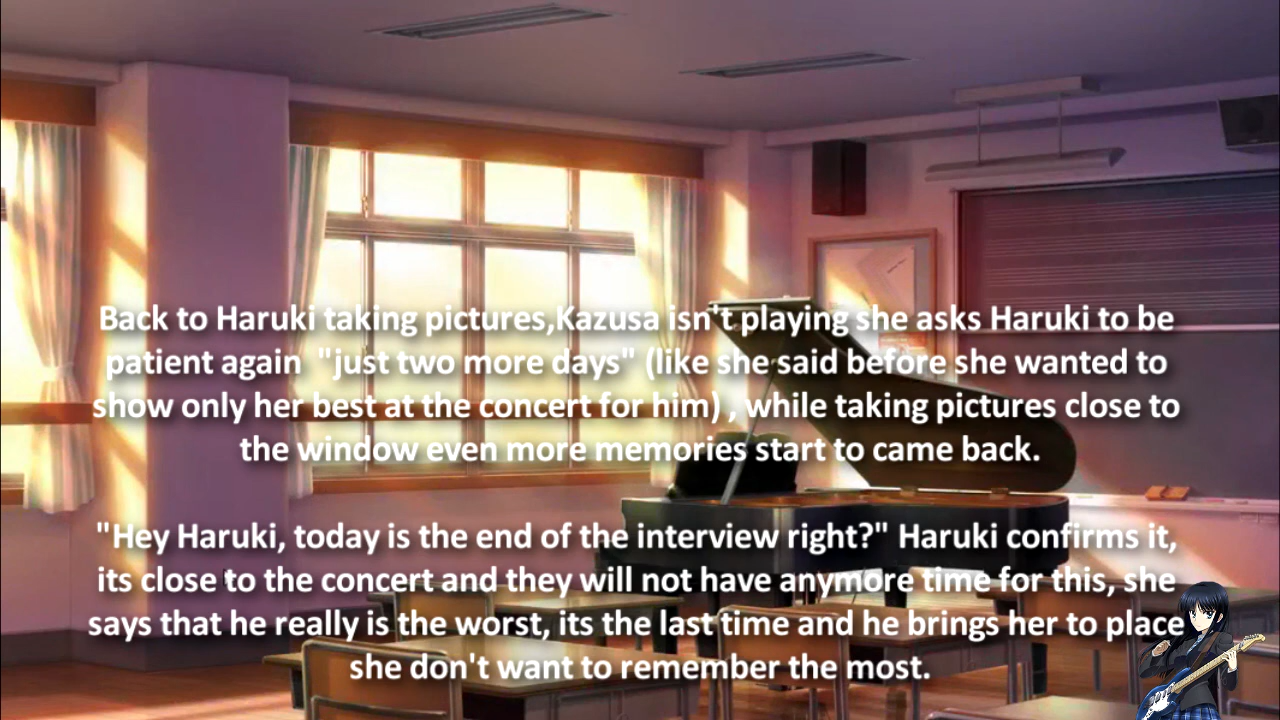 Back to Haruki taking pictures,Kazusa isn't playing she asks Haruki to be
patient again  "just two more days" (like she said before she wanted to
show only her best at the concert for him) , while taking pictures close to
the window even more memories start to came back.
"Hey Haruki, today is the end of the interview right?" Haruki confirms it,
its close to the concert and they will not have anymore time for this, she
says that he really is the worst, its the last time and he brings her to place
she don't want to remember the most.